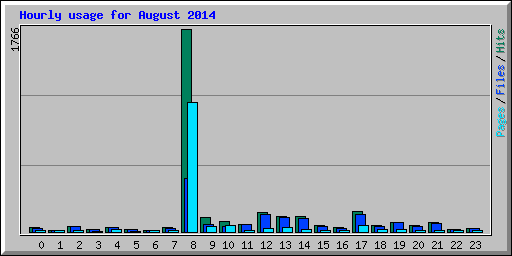 Hourly usage for August 2014
1766
Pages / Files / Hits
0 1 2 3 4 5 6 7 8 9 10 11 12 13 14 15 16 17 18 19 20 21 22 23